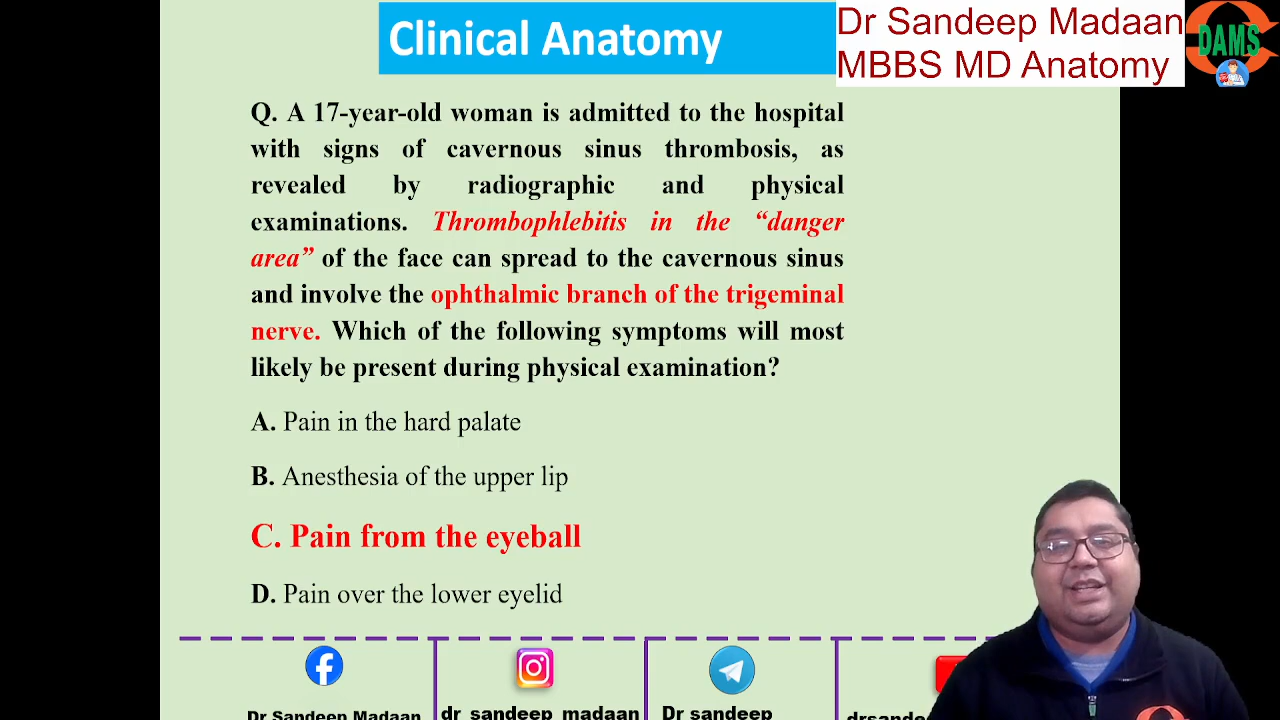 Clinical Anatomy
Dr Sandeep Madaan
MBBS MD Anatomy
DAMS
Q. A 17-year-old woman is admitted to the hospital
with signs of cavernous sinus thrombosis, as
revealed by radiographic and physical
examinations. Thrombophlebitis in the “danger
area” of the face can spread to the cavernous sinus
and involve the ophthalmic branch of the trigeminal
nerve. Which of the following symptoms will most
likely be present during physical examination?
A. Pain in the hard palate
B. Anesthesia of the upper lip
C. Pain from the eyeball
D. Pain over the lower eyelid
Dr Sandeep Madaan
dr sandeep madaan
Dr sandeep